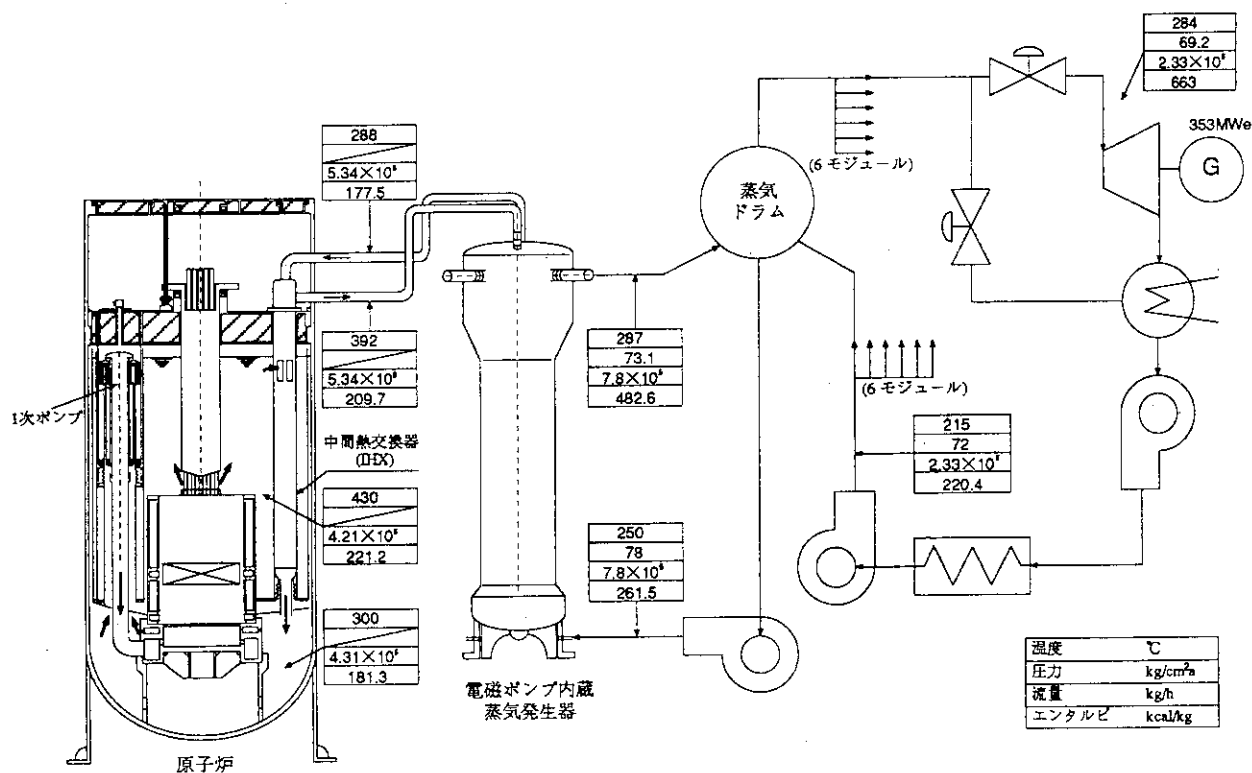 284
69.2
2.33×10⁶
663
353MWe
G
288
5.34×10⁶
177.5
(6 モジュール)
蒸気
ドラム
392
5.34×10⁶
209.7
287
73.1
7.8×10⁵
482.6
(6 モジュール)
1次ポンプ
中間熱交換器
(IHX)
215
72
2.33×10⁶
220.4
430
4.21×10⁶
221.2
250
78
7.8×10⁵
261.5
300
4.31×10⁶
181.3
電磁ポンプ内蔵
蒸気発生器
原子炉
温度 ℃
圧力 kg/cm²a
流量 kg/h
エンタルピ kcal/kg